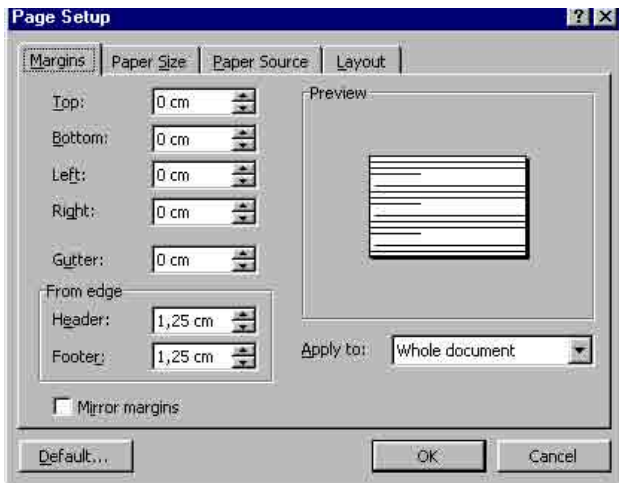 Page Setup
Margins Paper Size Paper Source Layout
Top: 0 cm
Bottom: 0 cm
Left: 0 cm
Right: 0 cm
Gutter: 0 cm
From edge
Header: 1,25 cm
Footer: 1,25 cm
Mirror margins
Preview
Apply to: Whole document
Default... OK Cancel